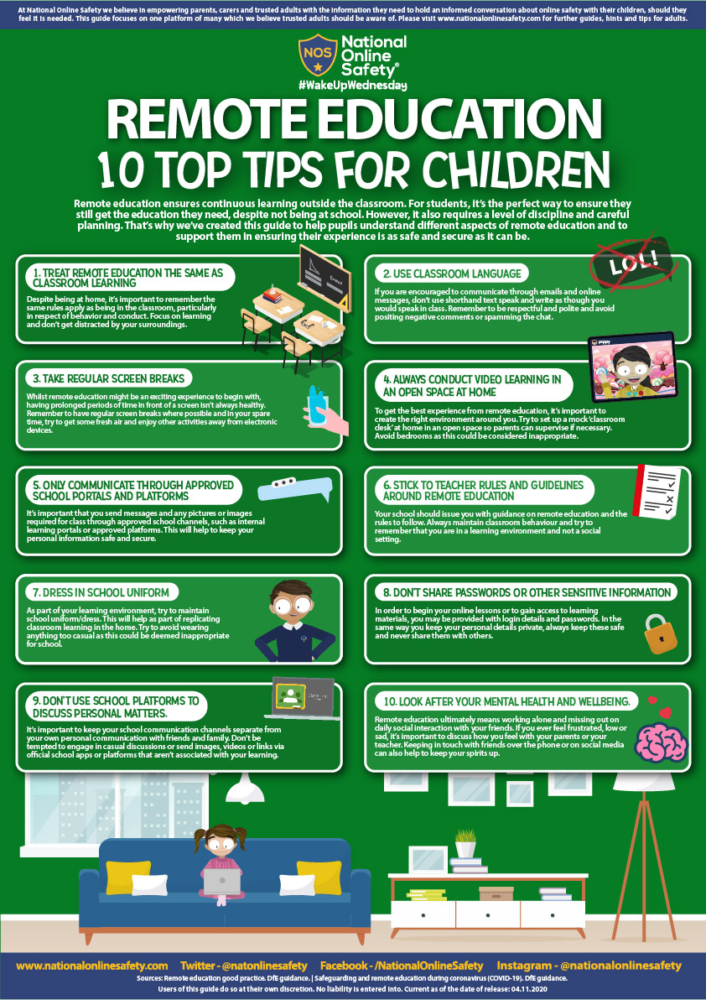 At National Online Safety we believe in empowering parents, carers and trusted adults with the information they need to hold an informed conversation about online safety with their children, should they
feel it is needed. This guide focuses on one platform of many which we believe trusted adults should be aware of. Please visit www.nationalonlinesafety.com for further guides, hints and tips for adults.
NOS
National
Online
Safety®
#WakeUpWednesday
REMOTE EDUCATION
10 TOP TIPS FOR CHILDREN
Remote education ensures continuous learning outside the classroom. For students, it's the perfect way to ensure they
still get the education they need, despite not being at school. However, it also requires a level of discipline and careful
planning. That's why we've created this guide to help pupils understand different aspects of remote education and to
support them in ensuring their experience is as safe and secure as it can be.
1. TREAT REMOTE EDUCATION THE SAME AS
CLASSROOM LEARNING
Despite being at home, it's important to remember the
same rules apply as being in the classroom, particularly
in respect of behavior and conduct. Focus on learning
and don't get distracted by your surroundings.
2. USE CLASSROOM LANGUAGE
LOL!
If you are encouraged to communicate through emails and online
messages, don't use shorthand text speak and write as though you
would speak in class. Remember to be respectful and polite and avoid
positing negative comments or spamming the chat.
3. TAKE REGULAR SCREEN BREAKS
Whilst remote education might be an exciting experience to begin with,
having prolonged periods of time in front of a screen isn't always healthy.
Remember to have regular screen breaks where possible and in your spare
time, try to get some fresh air and enjoy other activities away from electronic
devices.
poppy
4. ALWAYS CONDUCT VIDEO LEARNING IN
AN OPEN SPACE AT HOME
To get the best experience from remote education, it's important to
create the right environment around you. Try to set up a mock 'classroom
desk' at home in an open space so parents can supervise if necessary.
Avoid bedrooms as this could be considered inappropriate.
5. ONLY COMMUNICATE THROUGH APPROVED
SCHOOL PORTALS AND PLATFORMS
It's important that you send messages and any pictures or images
required for class through approved school channels, such as internal
learning portals or approved platforms. This will help to keep your
personal information safe and secure.
6. STICK TO TEACHER RULES AND GUIDELINES
AROUND REMOTE EDUCATION
Your school should issue you with guidance on remote education and the
rules to follow. Always maintain classroom behaviour and try to
remember that you are in a learning environment and not a social
setting.
7. DRESS IN SCHOOL UNIFORM
As part of your learning environment, try to maintain
school uniform/dress. This will help as part of replicating
classroom learning in the home. Try to avoid wearing
anything too casual as this could be deemed inappropriate
for school.
8. DON'T SHARE PASSWORDS OR OTHER SENSITIVE INFORMATION
In order to begin your online lessons or to gain access to learning
materials, you may be provided with login details and passwords. In the
same way you keep your personal details private, always keep these safe
and never share them with others.
9. DON'T USE SCHOOL PLATFORMS TO
DISCUSS PERSONAL MATTERS.
It's important to keep your school communication channels separate from
your own personal communication with friends and family. Don't be
tempted to engage in casual discussions or send images, videos or links via
official school apps or platforms that aren't associated with your learning.
10. LOOK AFTER YOUR MENTAL HEALTH AND WELLBEING.
Remote education ultimately means working alone and missing out on
daily social interaction with your friends. If you ever feel frustrated, low or
sad, it's important to discuss how you feel with your parents or your
teacher. Keeping in touch with friends over the phone or on social media
can also help to keep your spirits up.
www.nationalonlinesafety.com Twitter - @natonlinesafety Facebook - /NationalOnlineSafety Instagram - @nationalonlinesafety
Sources: Remote education good practice. DfE guidance. | Safeguarding and remote education during coronavirus (COVID-19). DfE guidance.
Users of this guide do so at their own discretion. No liability is entered into. Current as of the date of release: 04.11.2020